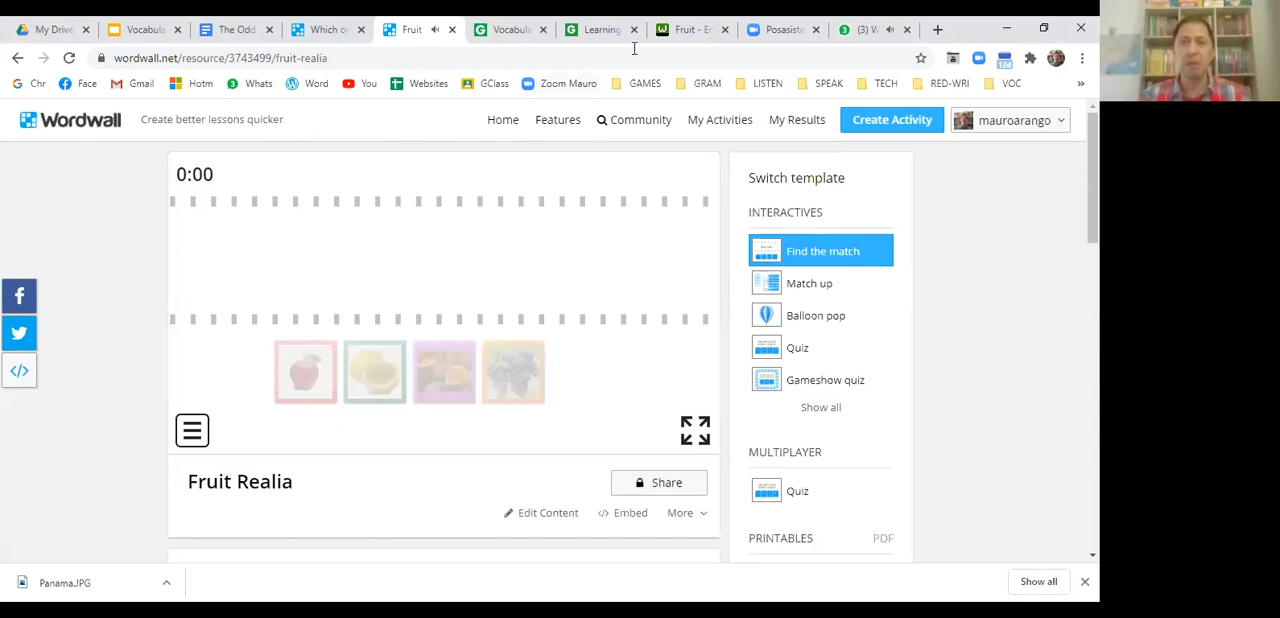 My Drive
Vocabula
The Odd
Which o
Fruit
Vocabula
Learning
Fruit - E
Posasiste
(3) W
wordwall.net/resource/3743499/fruit-realia
12d
Chr
Face
Gmail
Hotm
Whats
Word
You
Websites
GClass
Zoom Mauro
GAMES
GRAM
LISTEN
SPEAK
TECH
RED-WRI
VOC
»
Wordwall
Create better lessons quicker
Home
Features
Community
My Activities
My Results
Create Activity
mauroarango
0:00
Fruit Realia
Share
Edit Content
</> Embed
More
Switch template
INTERACTIVES
Find the match
Match up
Balloon pop
Quiz
Gameshow quiz
Show all
MULTIPLAYER
Quiz
PRINTABLES
PDF
PanamaJPG
Show all